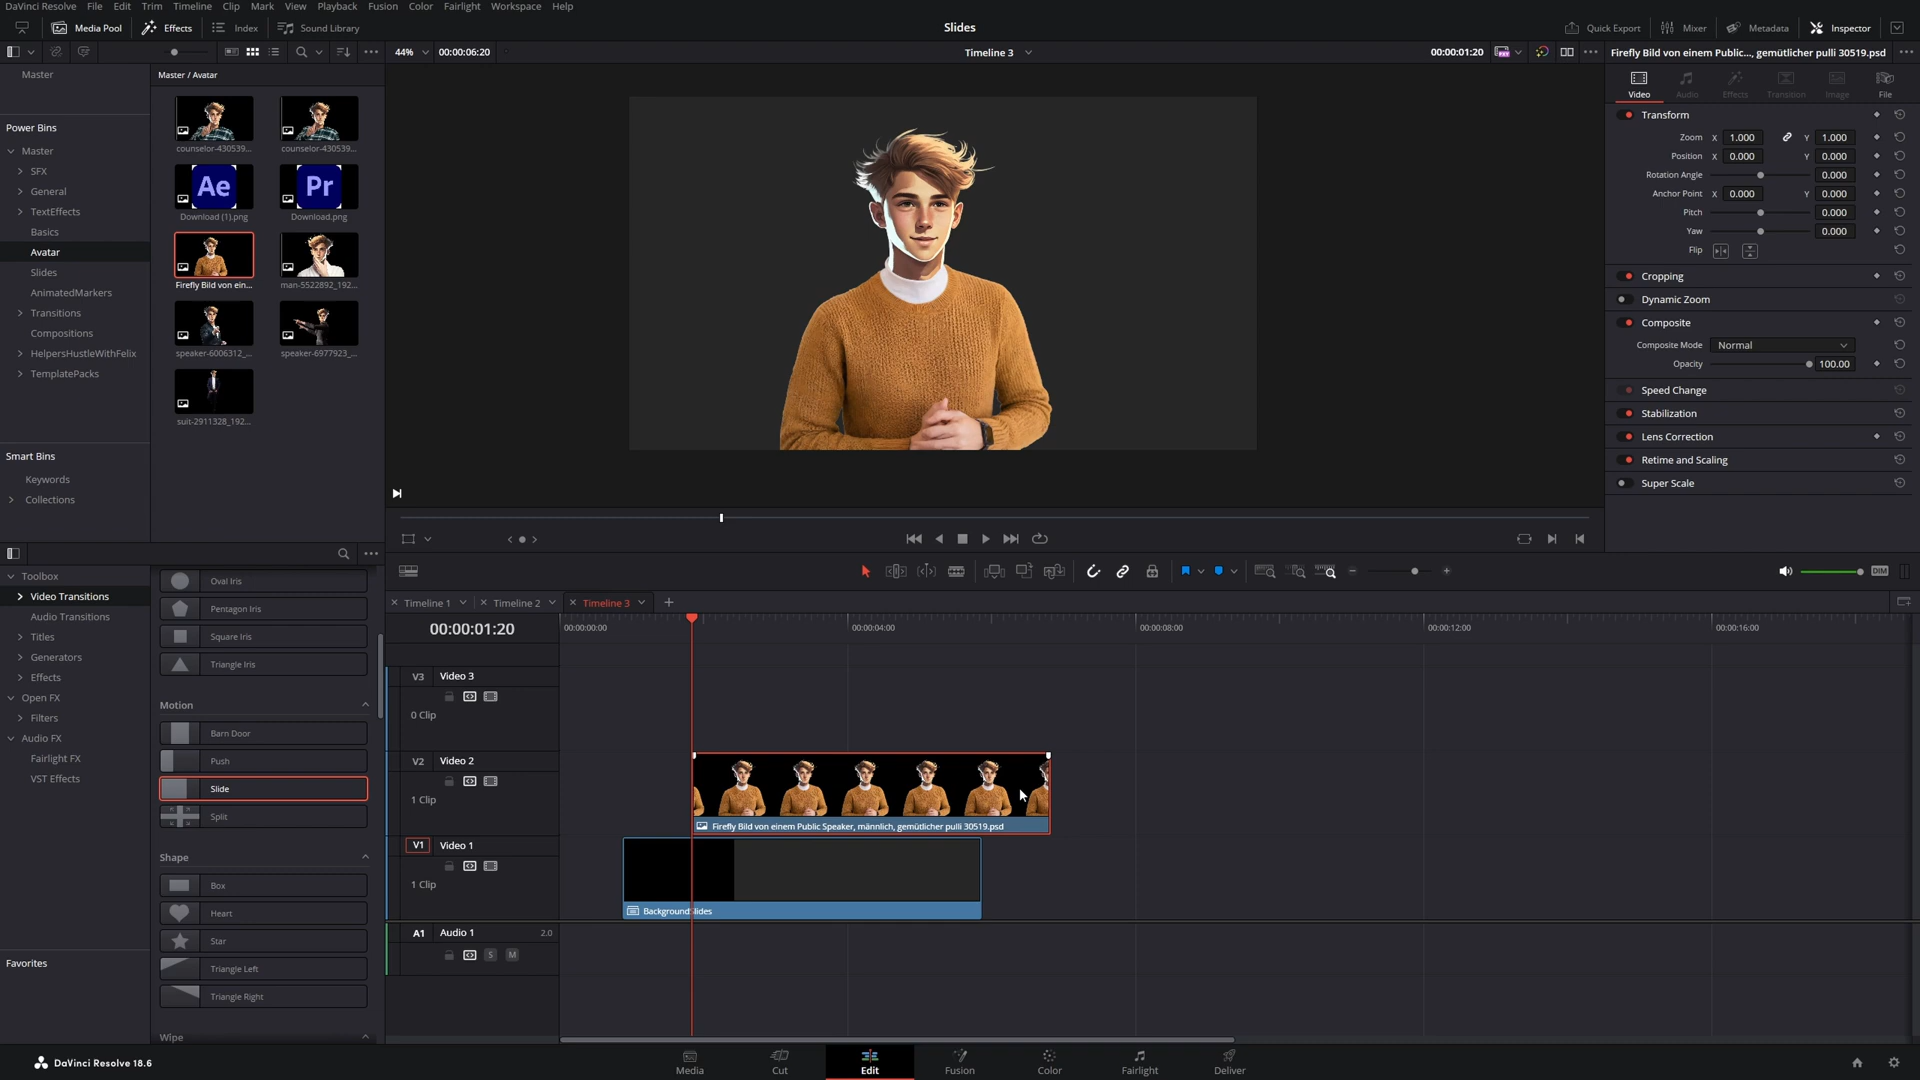 DaVinci Resolve File Edit Trim Timeline Clip Mark View Playback Fusion Color Fairlight Workspace Help
Media Pool Effects Index Sound Library
Slides
Quick Export Mixer Metadata Inspector
44% 00:00:06:20
Timeline 3
00:00:01:20
Firefly Bild von einem Public..., gemütlicher pulli 30519.psd
Master
Master / Avatar
Power Bins
Master
SFX
General
TextEffects
Basics
Avatar
Slides
AnimatedMarkers
Transitions
Compositions
HelpersHustleWithFelix
TemplatePacks
Smart Bins
Keywords
Collections
counselor-430539...
counselor-430539...
Ae
Pr
Download (1).png
Download.png
Firefly Bild von ein...
man-5522892_192...
speaker-6006312_...
speaker-6977923_...
suit-2911328_192...
Video Audio Effects Transition Image File
Transform
Zoom X 1.000 Y 1.000
Position X 0.000 Y 0.000
Rotation Angle 0.000
Anchor Point X 0.000 Y 0.000
Pitch 0.000
Yaw 0.000
Flip
Cropping
Dynamic Zoom
Composite
Composite Mode Normal
Opacity 100.00
Speed Change
Stabilization
Lens Correction
Retime and Scaling
Super Scale
Toolbox
Video Transitions
Audio Transitions
Titles
Generators
Effects
Open FX
Filters
Audio FX
Fairlight FX
VST Effects
Favorites
Oval Iris
Pentagon Iris
Square Iris
Triangle Iris
Motion
Barn Door
Push
Slide
Split
Shape
Box
Heart
Star
Triangle Left
Triangle Right
Wipe
DIM
Timeline 1 Timeline 2 Timeline 3
00:00:01:20
00:00:00:00 00:00:04:00 00:00:08:00 00:00:12:00 00:00:16:00
V3 Video 3
0 Clip
V2 Video 2
1 Clip
Firefly Bild von einem Public Speaker, männlich, gemütlicher pulli 30519.psd
V1 Video 1
1 Clip
BackgroundSlides
A1 Audio 1 2.0
S M
DaVinci Resolve 18.6
Media Cut Edit Fusion Color Fairlight Deliver